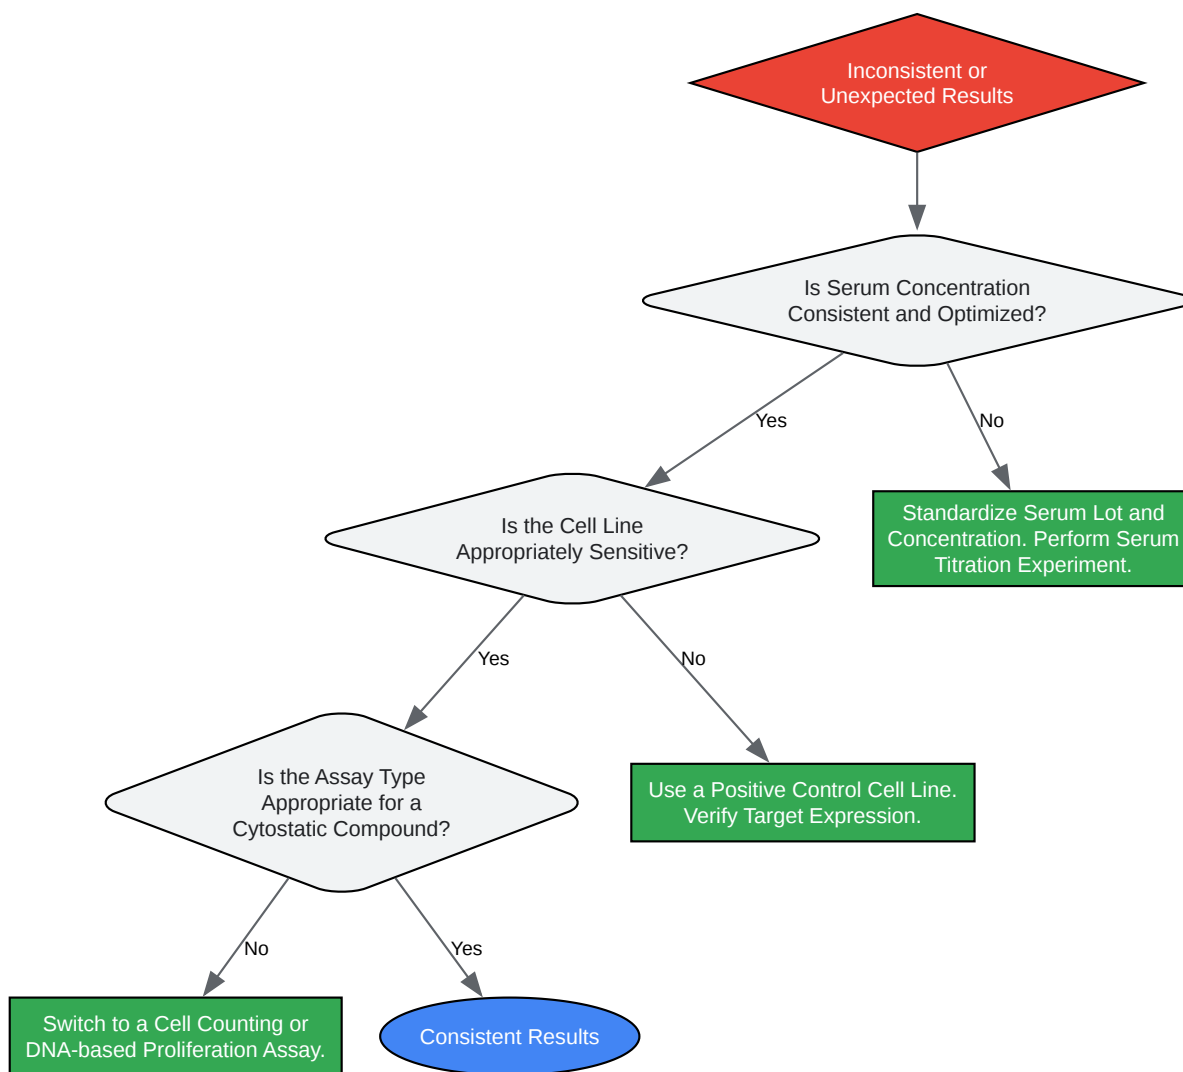 Inconsistent or
Unexpected Results
Is Serum Concentration
Consistent and Optimized?
Yes
No
Is the Cell Line
Appropriately Sensitive?
Standardize Serum Lot and
Concentration. Perform Serum
Titration Experiment.
Yes
No
Is the Assay Type
Appropriate for a
Cytostatic Compound?
Use a Positive Control Cell Line.
Verify Target Expression.
No
Yes
Switch to a Cell Counting or
DNA-based Proliferation Assay.
Consistent Results